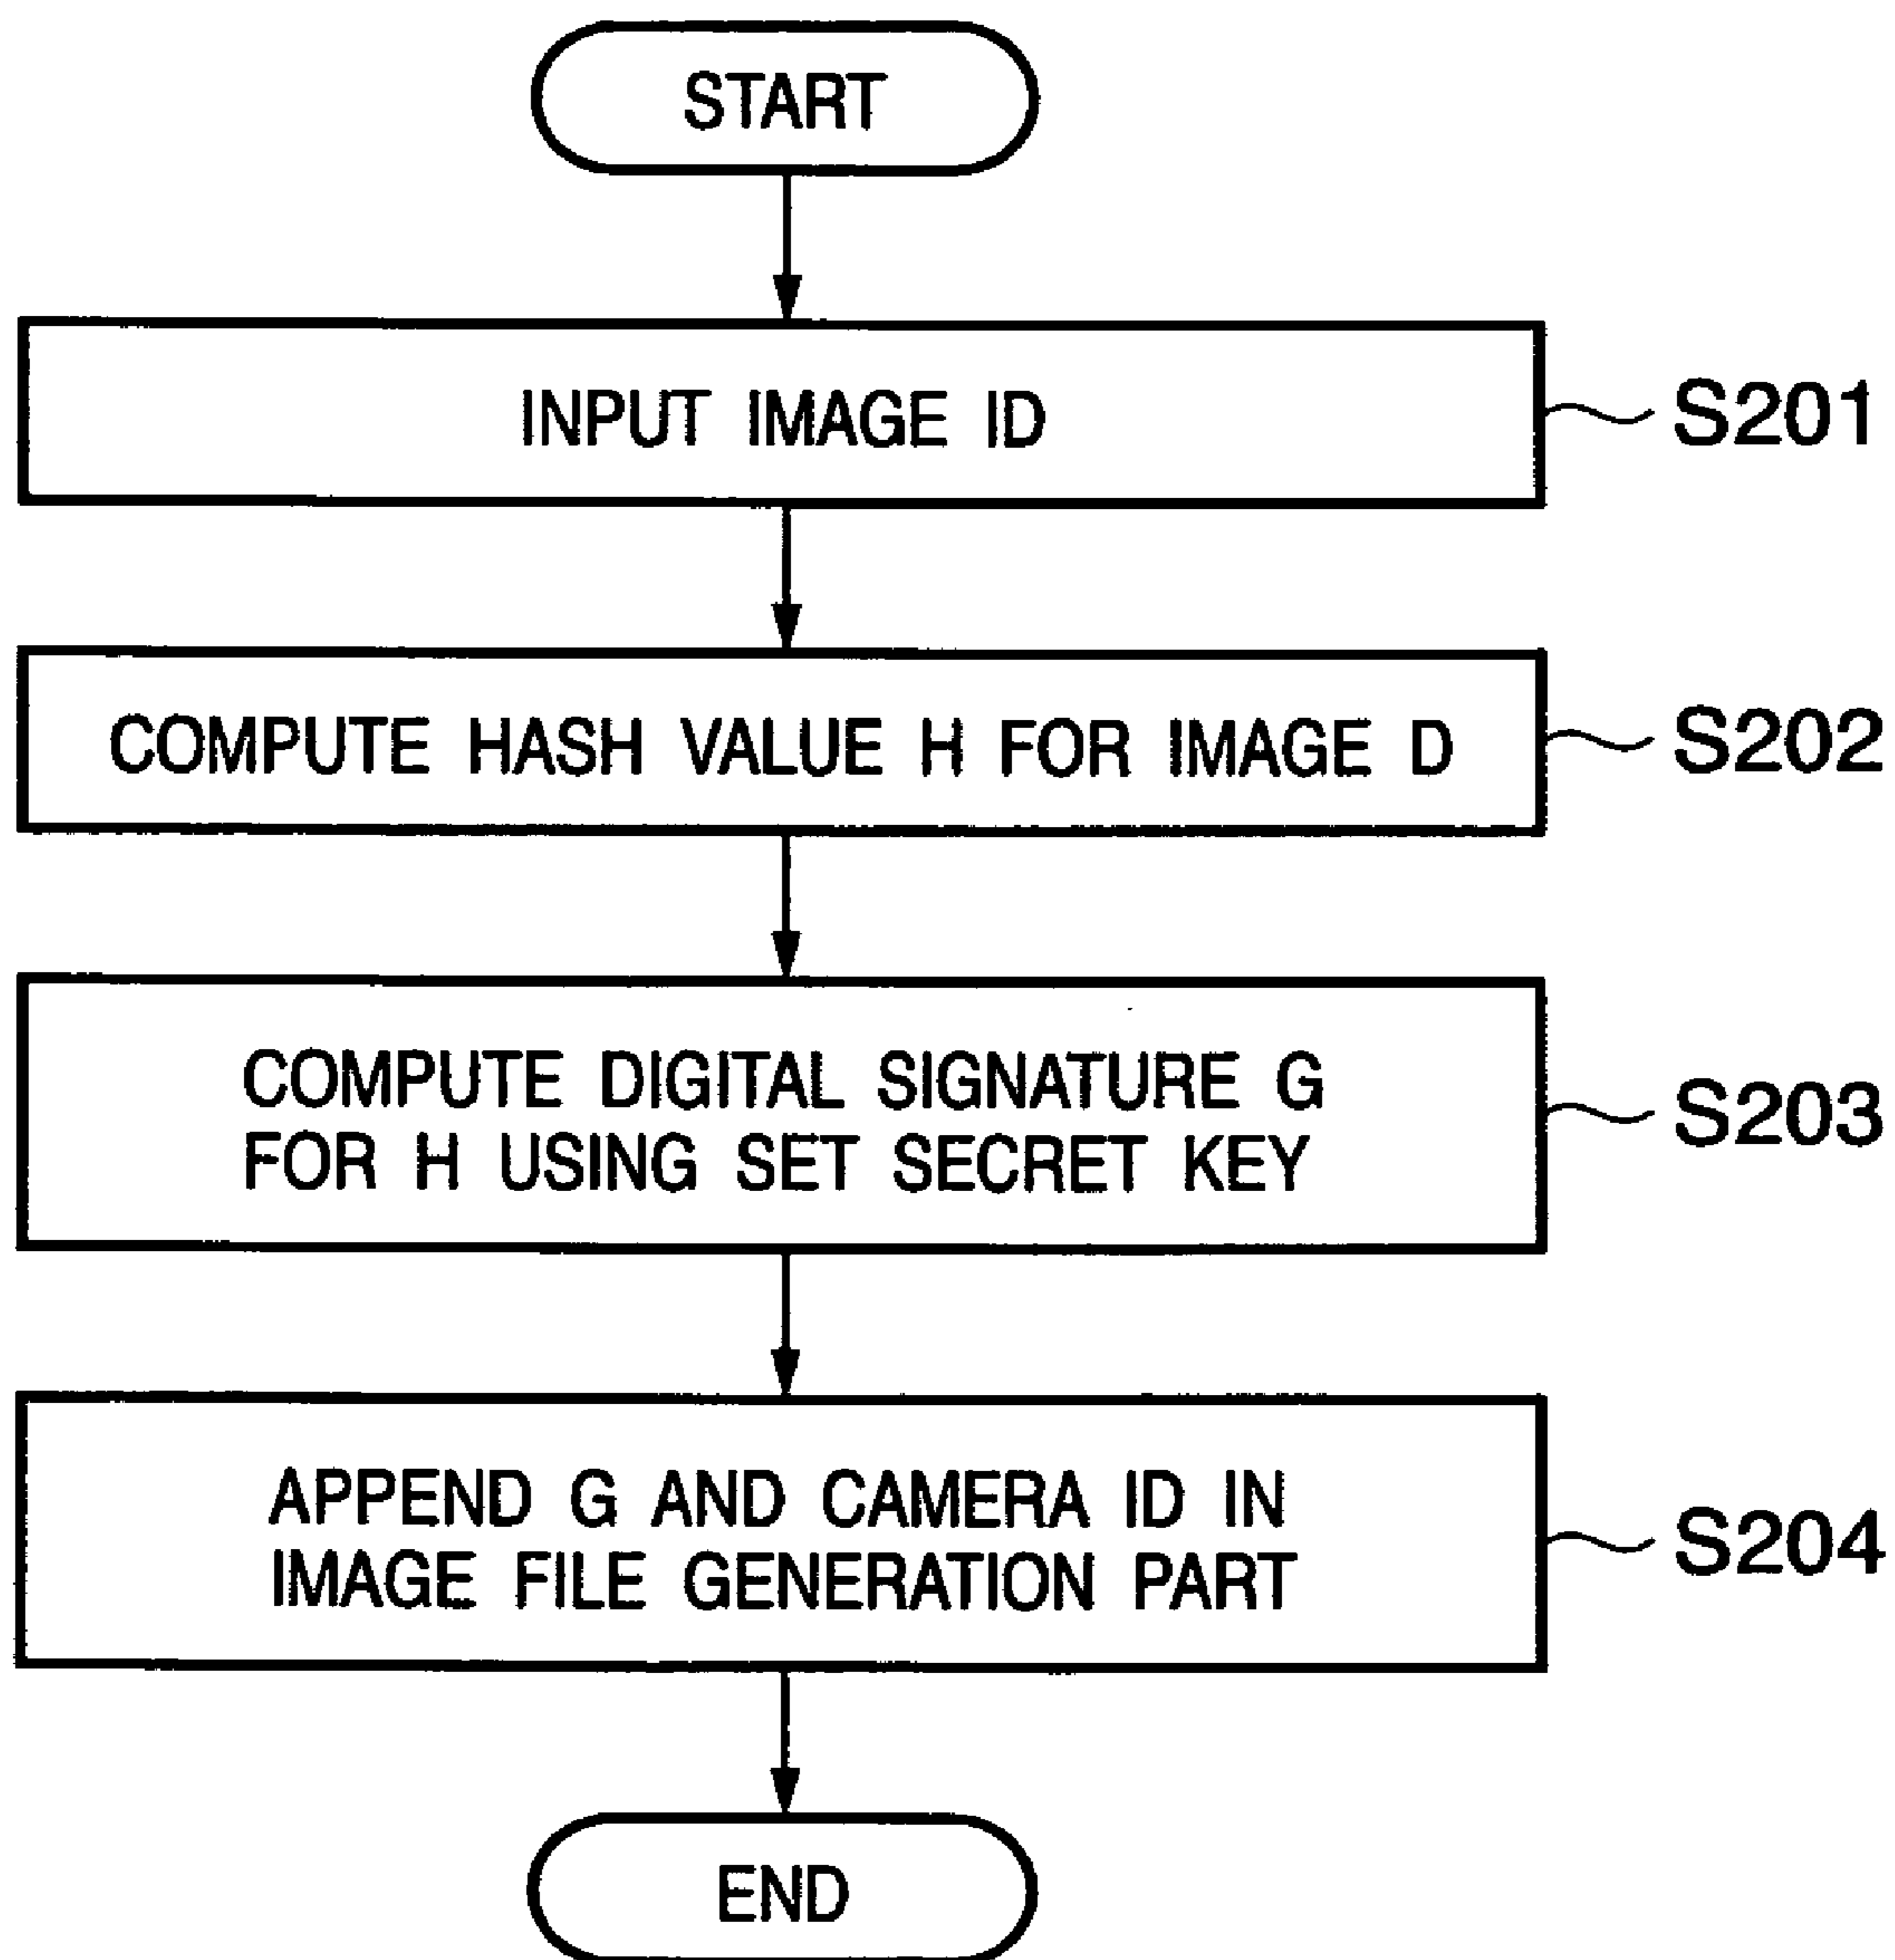 START
INPUT IMAGE ID
S201
COMPUTE HASH VALUE H FOR IMAGE D
S202
COMPUTE DIGITAL SIGNATURE G
FOR H USING SET SECRET KEY
S203
APPEND G AND CAMERA ID IN
IMAGE FILE GENERATION PART
S204
END